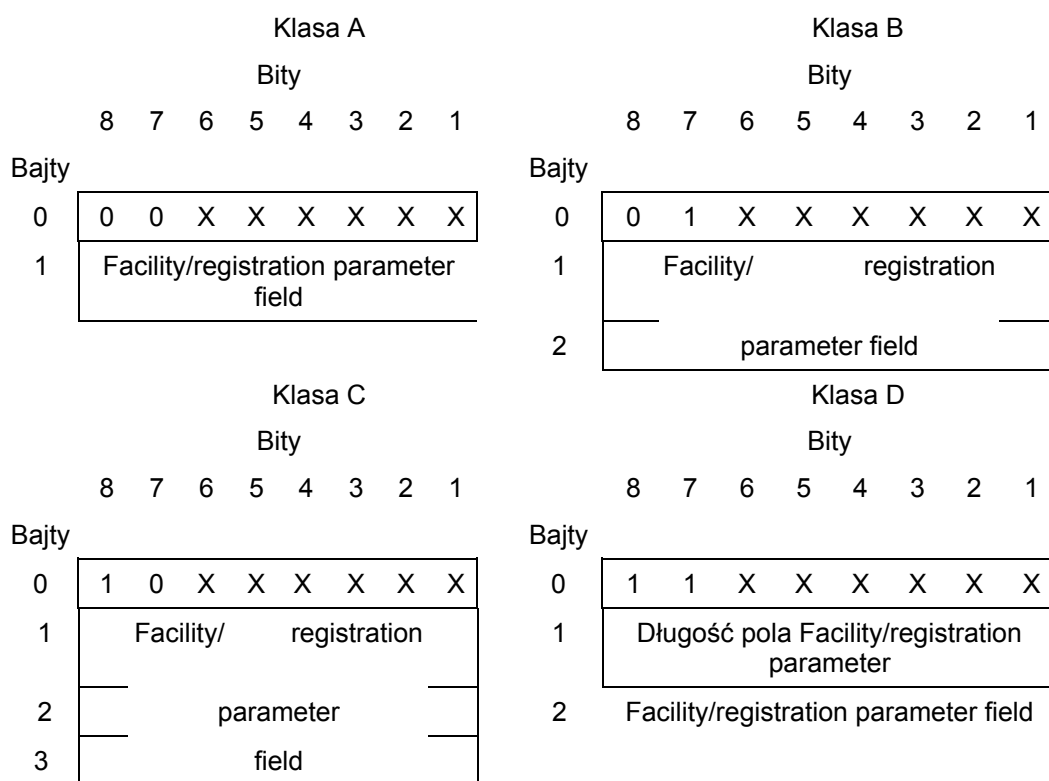 Klasa A
Bity
8 7 6 5 4 3 2 1
Bajty
0 0 0 X X X X X X
1 Facility/registration parameter
field
Klasa B
Bity
8 7 6 5 4 3 2 1
Bajty
0 0 1 X X X X X X
1 Facility/ registration
2 parameter field
Klasa C
Bity
8 7 6 5 4 3 2 1
Bajty
0 1 0 X X X X X X
1 Facility/ registration
2 parameter
3 field
Klasa D
Bity
8 7 6 5 4 3 2 1
Bajty
0 1 1 X X X X X X
1 Długość pola Facility/registration
parameter
2 Facility/registration parameter field